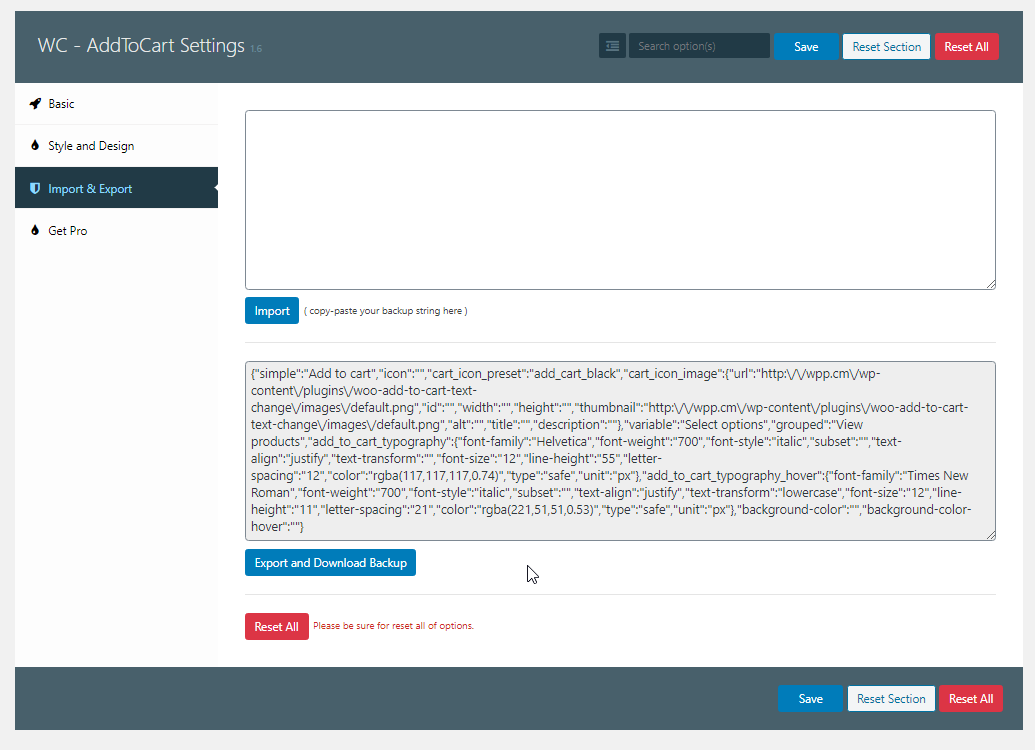 WC - AddToCart Settings 1.6
Search option(s)
Save
Reset Section
Reset All
Basic
Style and Design
Import & Export
Get Pro
Import ( copy-paste your backup string here )
{"simple":"Add to cart","icon":"","cart_icon_preset":"add_cart_black","cart_icon_image":{"url":"http:\/\/wpp.cm\/wp-
content\/plugins\/woo-add-to-cart-text-
change\/images\/default.png","id":"","width":"","height":"","thumbnail":"http:\/\/wpp.cm\/wp-content\/plugins\/woo-add-to-cart-
text-change\/images\/default.png","alt":"","title":"","description":""},"variable":"Select options","grouped":"View
products","add_to_cart_typography":{"font-family":"Helvetica","font-weight":"700","font-style":"italic","subset":"","text-
align":"justify","text-transform":"","font-size":"12","line-height":"55","letter-
spacing":"12","color":"rgba(117,117,117,0.74)","type":"safe","unit":"px"},"add_to_cart_typography_hover":{"font-family":"Times New
Roman","font-weight":"700","font-style":"italic","subset":"","text-align":"justify","text-transform":"lowercase","font-size":"12","line-
height":"11","letter-spacing":"21","color":"rgba(221,51,51,0.53)","type":"safe","unit":"px"},"background-color":"","background-color-
hover":""}
Export and Download Backup
Reset All Please be sure for reset all of options.
Save
Reset Section
Reset All